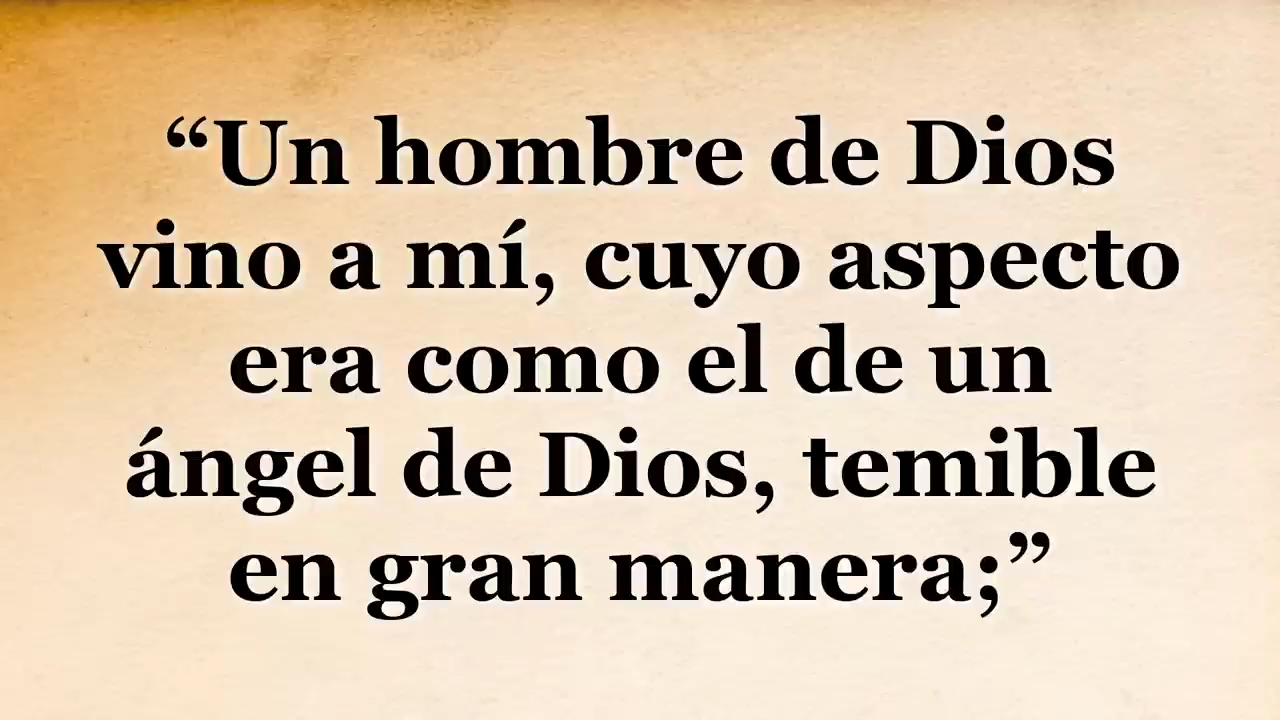 “Un hombre de Dios
vino a mí, cuyo aspecto
era como el de un
ángel de Dios, temible
en gran manera;”